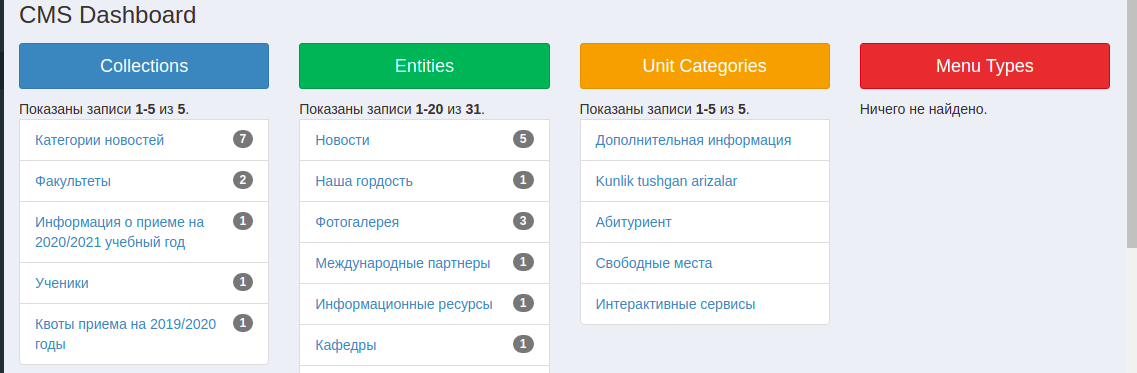 CMS Dashboard
Collections
Показаны записи 1-5 из 5.
Категории новостей 7
Факультеты 2
Информация о приеме на 1
2020/2021 учебный год
Ученики 1
Квоты приема на 2019/2020 1
годы
Entities
Показаны записи 1-20 из 31.
Новости 5
Наша гордость 1
Фотогалерея 3
Международные партнеры 1
Информационные ресурсы 1
Кафедры 1
Unit Categories
Показаны записи 1-5 из 5.
Дополнительная информация
Kunlik tushgan arizalar
Абитуриент
Свободные места
Интерактивные сервисы
Menu Types
Ничего не найдено.